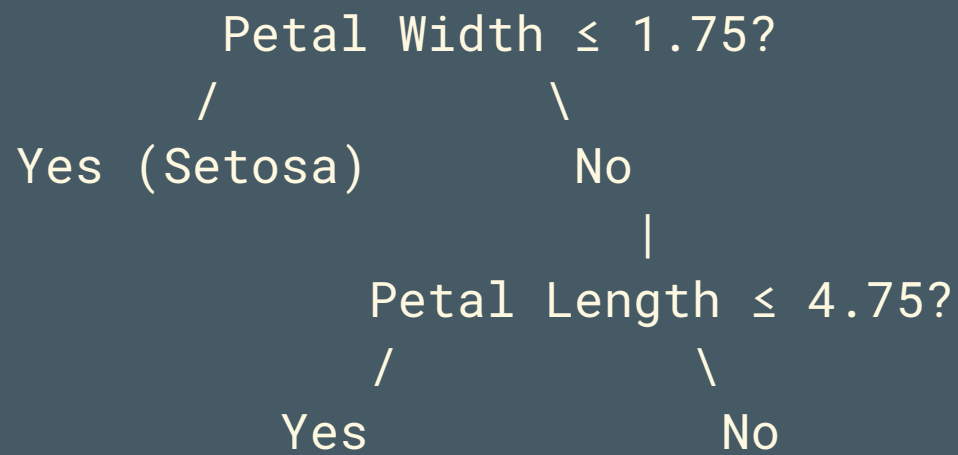 Petal Width ≤ 1.75?
/ \
Yes (Setosa) No
|
Petal Length ≤ 4.75?
/ \
Yes No